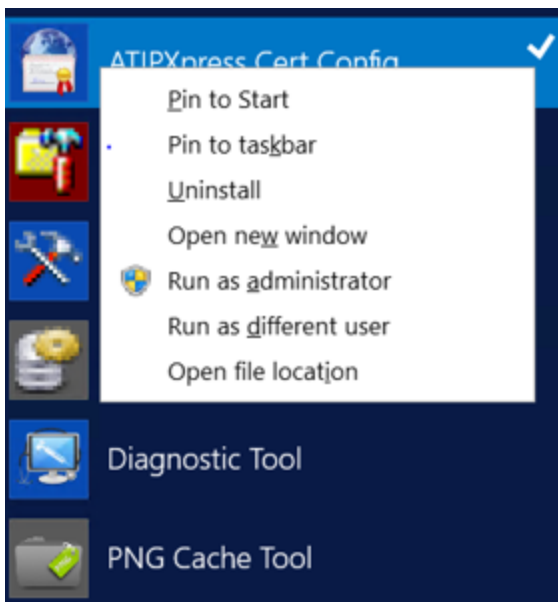 ATIPXpress Cert Config
Pin to Start
Pin to taskbar
Uninstall
Open new window
Run as administrator
Run as different user
Open file location
Diagnostic Tool
PNG Cache Tool